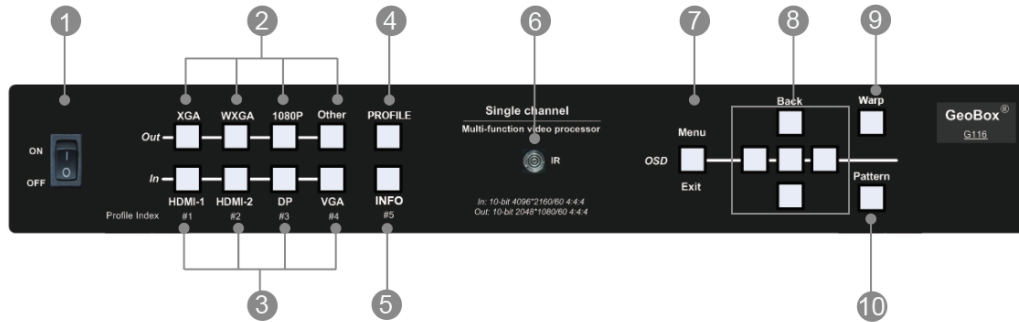 1 2 4 6 7 8 9
XGA WXGA 1080P Other PROFILE
Single channel
Multi-function video processor
Back Warp
GeoBox®
G116
Out
Menu
ON
OFF
I
O
IR
OSD
In
Exit Pattern
HDMI-1 HDMI-2 DP VGA INFO
Profile Index #1 #2 #3 #4 #5
In: 10-bit 4096*2160/60 4:4:4
Out: 10-bit 2048*1080/60 4:4:4
3 5 10